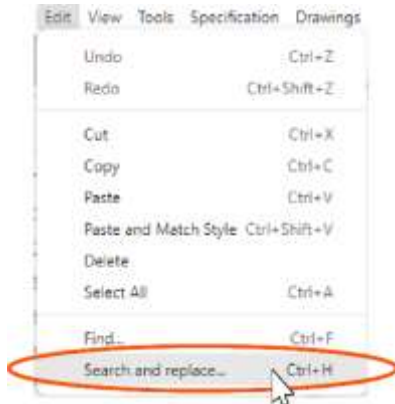 Edit View Tools Specification Drawings
Undo Ctrl+Z
Redo Ctrl+Shift+Z
Cut Ctrl+X
Copy Ctrl+C
Paste Ctrl+V
Paste and Match Style Ctrl+Shift+V
Delete
Select All Ctrl+A
Find... Ctrl+F
Search and replace... Ctrl+H